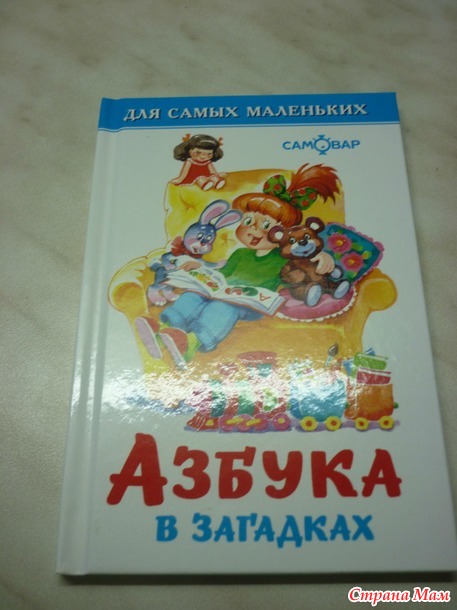 ДЛЯ САМЫХ МАЛЕНЬКИХ
САМОВАР
А
АЗБУКА
В ЗАГАДКАХ
Страна Мам